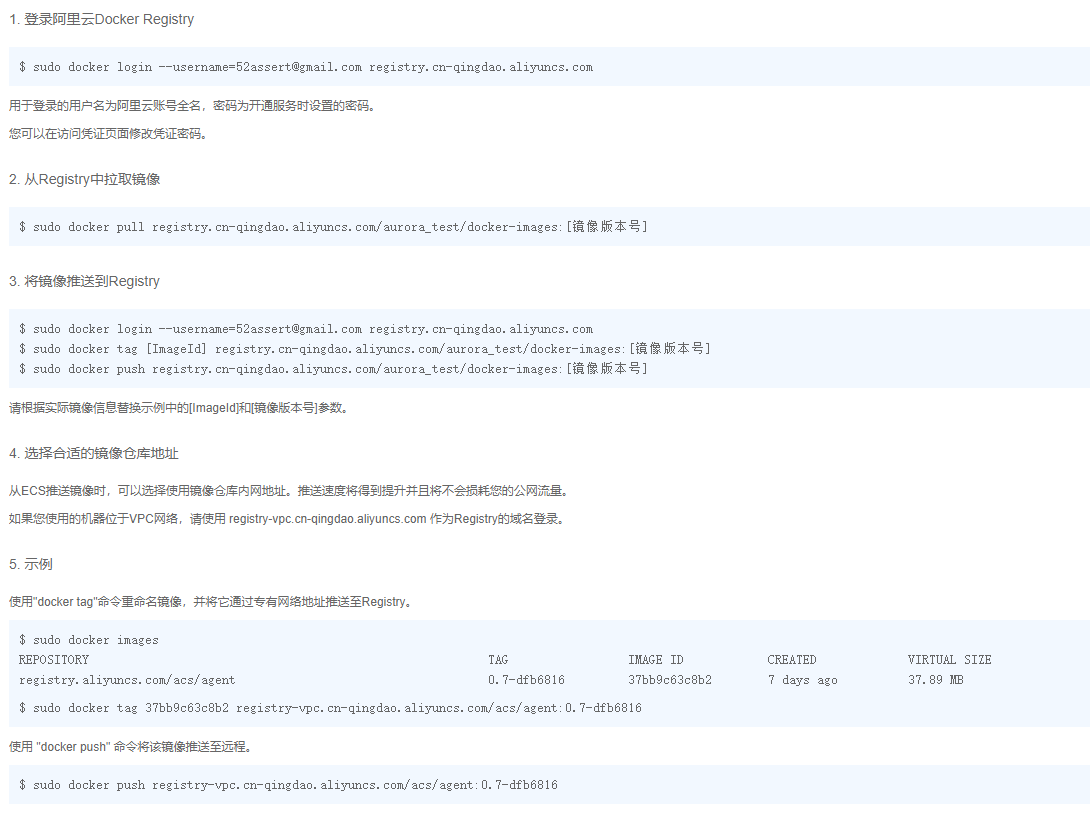 1. 登录阿里云Docker Registry
$ sudo docker login --username=52assert@gmail.com registry.cn-qingdao.aliyuncs.com
用于登录的用户名为阿里云账号全名，密码为开通服务时设置的密码。
您可以在访问凭证页面修改凭证密码。
2. 从Registry中拉取镜像
$ sudo docker pull registry.cn-qingdao.aliyuncs.com/aurora_test/docker-images:[镜像版本号]
3. 将镜像推送到Registry
$ sudo docker login --username=52assert@gmail.com registry.cn-qingdao.aliyuncs.com
$ sudo docker tag [ImageId] registry.cn-qingdao.aliyuncs.com/aurora_test/docker-images:[镜像版本号]
$ sudo docker push registry.cn-qingdao.aliyuncs.com/aurora_test/docker-images:[镜像版本号]
请根据实际镜像信息替换示例中的[ImageId]和[镜像版本号]参数。
4. 选择合适的镜像仓库地址
从ECS推送镜像时，可以选择使用镜像仓库内网地址。推送速度将得到提升并且将不会损耗您的公网流量。
如果您使用的机器位于VPC网络，请使用 registry-vpc.cn-qingdao.aliyuncs.com 作为Registry的域名登录。
5. 示例
使用"docker tag"命令重命名镜像，并将它通过专有网络地址推送至Registry。
$ sudo docker images
REPOSITORY TAG IMAGE ID CREATED VIRTUAL SIZE
registry.aliyuncs.com/acs/agent 0.7-dfb6816 37bb9c63c8b2 7 days ago 37.89 MB
$ sudo docker tag 37bb9c63c8b2 registry-vpc.cn-qingdao.aliyuncs.com/acs/agent:0.7-dfb6816
使用 "docker push" 命令将该镜像推送至远程。
$ sudo docker push registry-vpc.cn-qingdao.aliyuncs.com/acs/agent:0.7-dfb6816